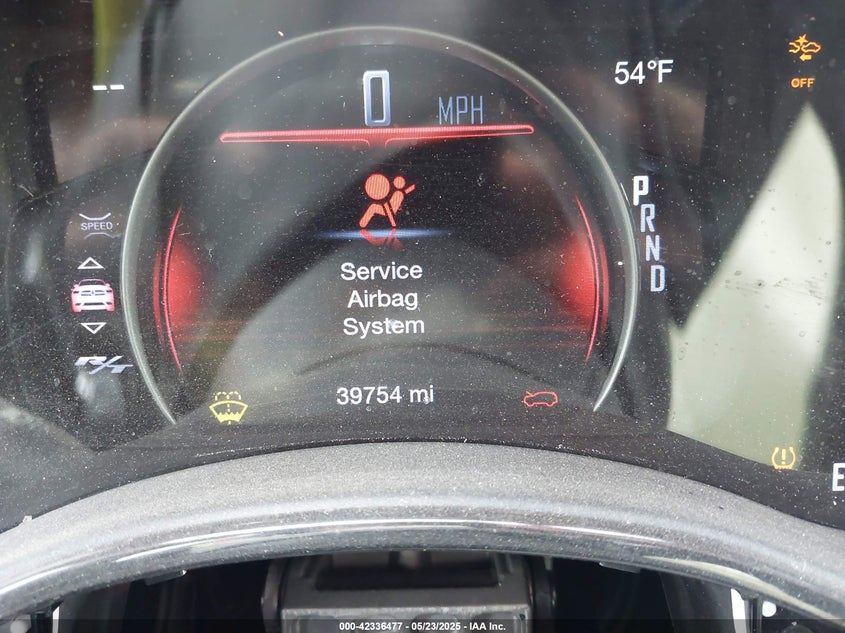 0 MPH
54°F
OFF
--
P
R
N
D
SPEED
Service
Airbag
System
R/T
39754 mi
E
000-42336477 - 05/23/2025 - IAA Inc.